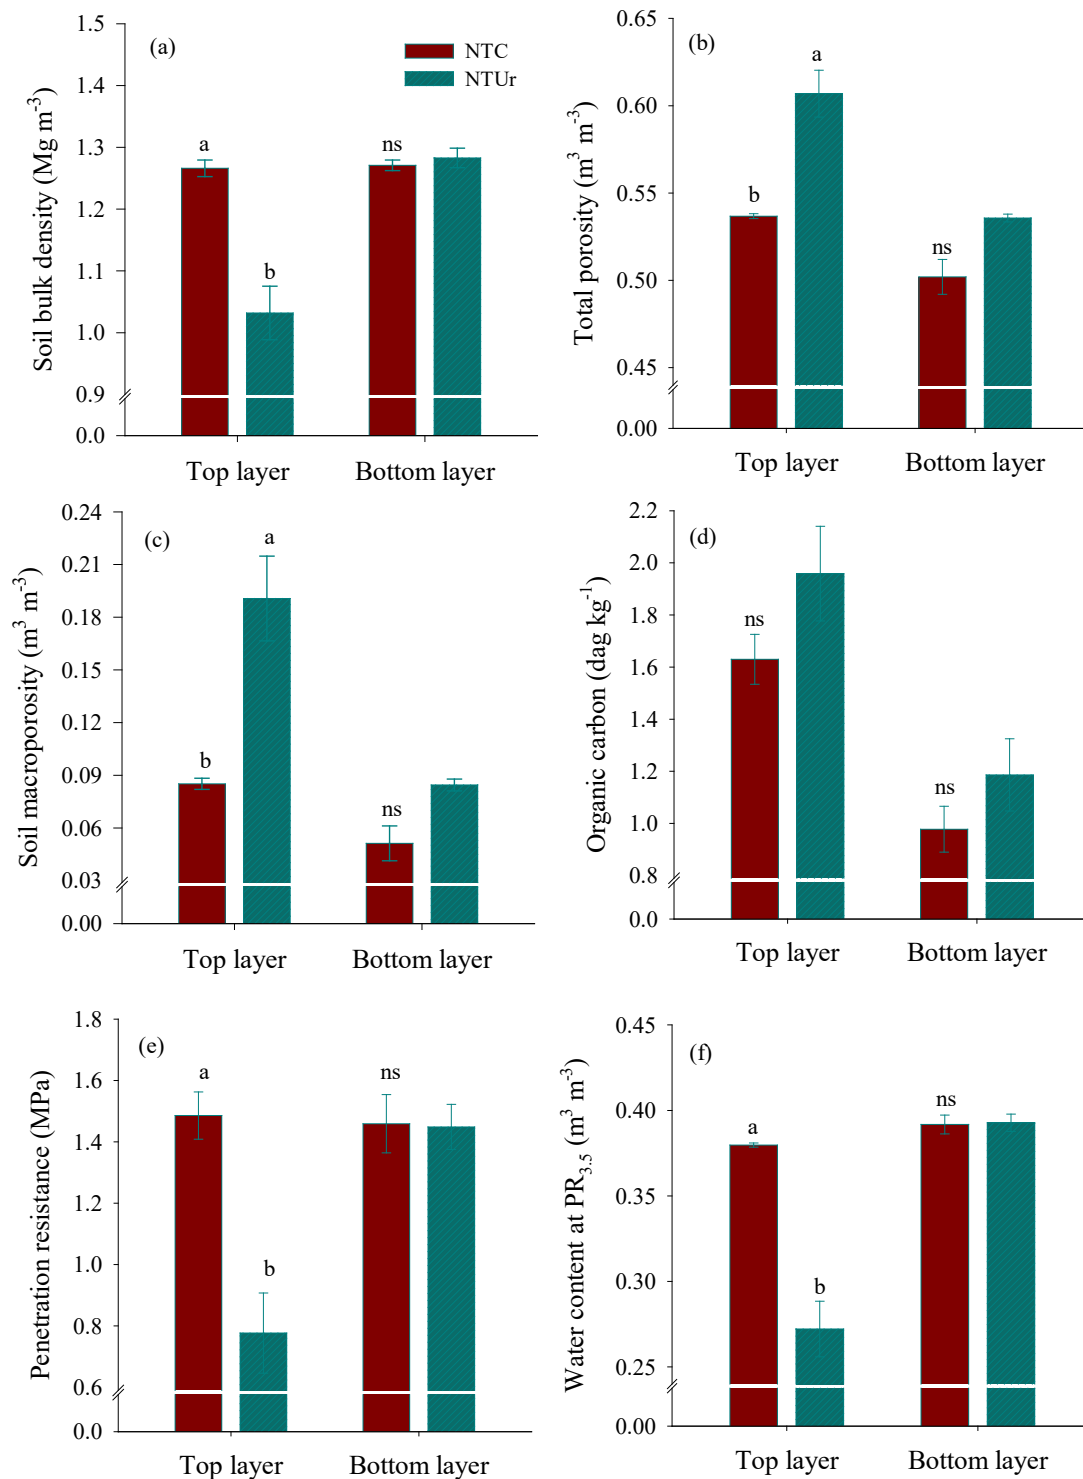 (a)
NTC
NTUr
Soil bulk density (Mg m⁻³)
1.5
1.4
1.3
1.2
1.1
1.0
0.9
0.0
a
b
ns
Top layer
Bottom layer
(b)
Total porosity (m³ m⁻³)
0.65
0.60
0.55
0.50
0.45
0.00
b
a
ns
Top layer
Bottom layer
(c)
Soil macroporosity (m³ m⁻³)
0.24
0.21
0.18
0.15
0.12
0.09
0.06
0.03
0.00
b
a
ns
Top layer
Bottom layer
(d)
Organic carbon (dag kg⁻¹)
2.2
2.0
1.8
1.6
1.4
1.2
1.0
0.8
0.0
ns
ns
Top layer
Bottom layer
(e)
Penetration resistance (MPa)
1.8
1.6
1.4
1.2
1.0
0.8
0.6
0.0
a
b
ns
Top layer
Bottom layer
(f)
Water content at PR₃.₅ (m³ m⁻³)
0.45
0.40
0.35
0.30
0.25
0.00
a
b
ns
Top layer
Bottom layer